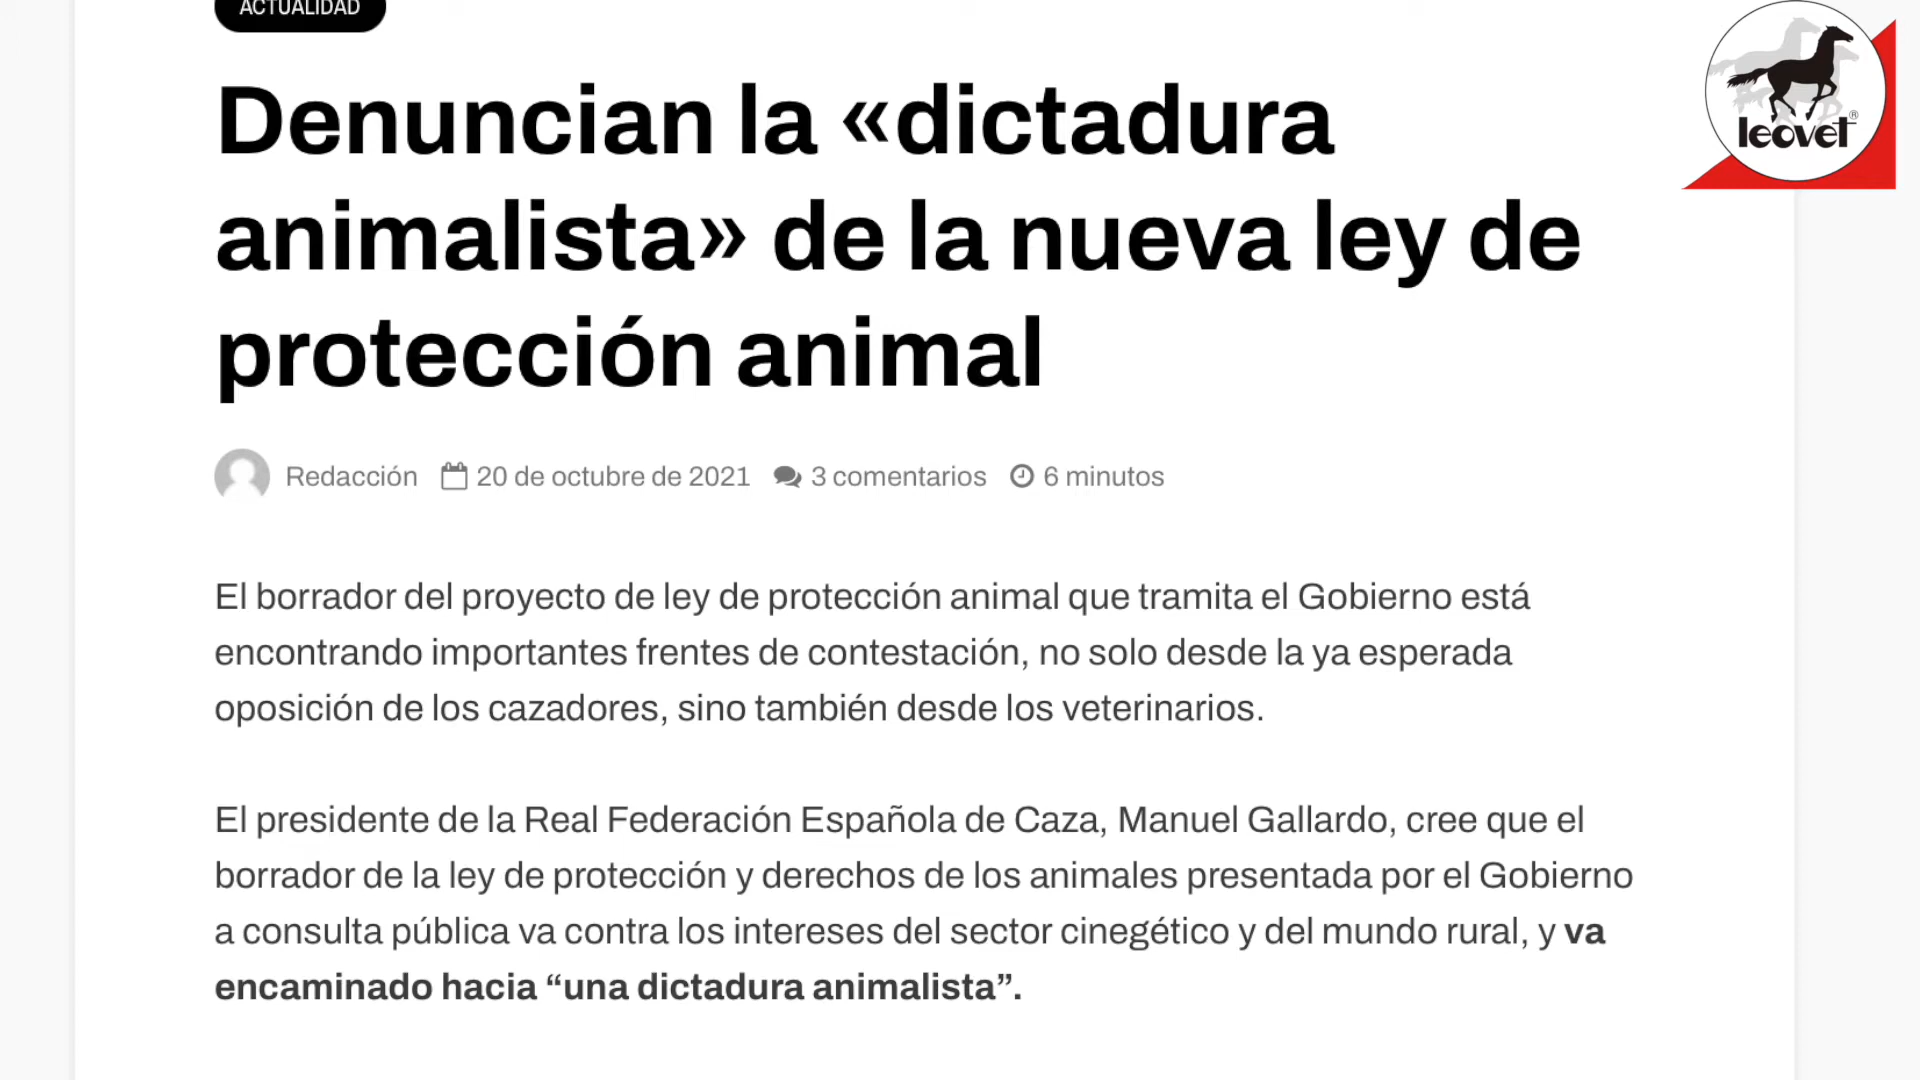 ACTUALIDAD
Denuncian la «dictadura
animalista» de la nueva ley de
protección animal
Redacción 20 de octubre de 2021 3 comentarios 6 minutos
El borrador del proyecto de ley de protección animal que tramita el Gobierno está
encontrando importantes frentes de contestación, no solo desde la ya esperada
oposición de los cazadores, sino también desde los veterinarios.
El presidente de la Real Federación Española de Caza, Manuel Gallardo, cree que el
borrador de la ley de protección y derechos de los animales presentada por el Gobierno
a consulta pública va contra los intereses del sector cinegético y del mundo rural, y va
encaminado hacia “una dictadura animalista”.
leovet®